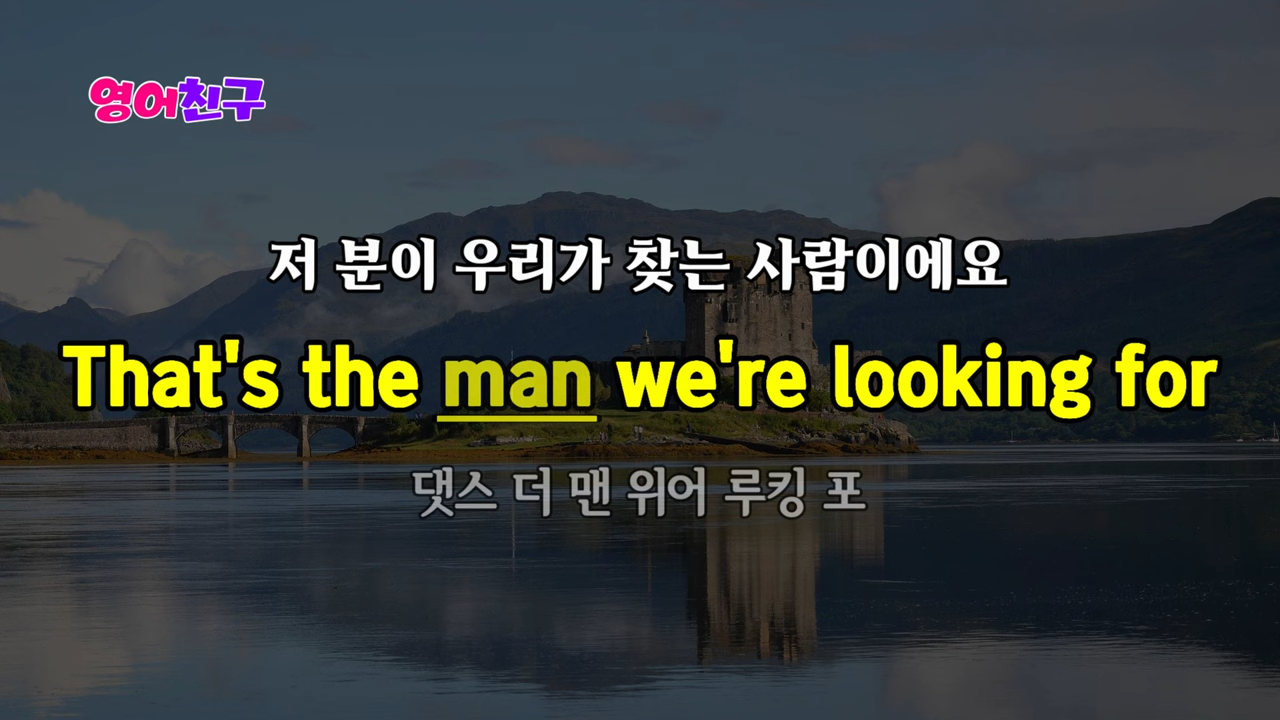 영어친구
저 분이 우리가 찾는 사람이에요
That's the man we're looking for
댓스 더 맨 위어 루킹 포